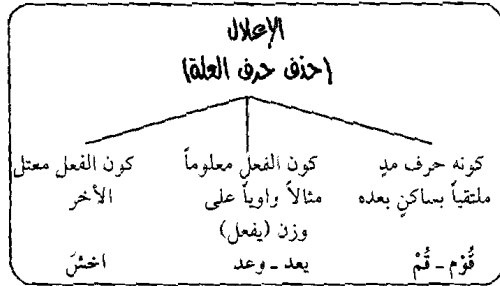 الإعلال
(حذف حرف العلة)
كونه حرف مدٍ
ملتقياً بساكنٍ بعده
قُوْم - قُمْ
كون الفعل معلوماً
مثالاً واوياً على
وزن (يفعل)
يعد - وعد
كون الفعل معتل
الأخر
اخشَ